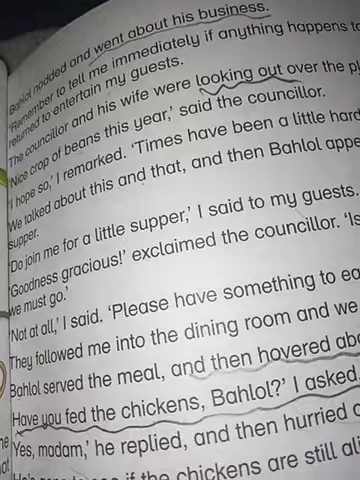 Bahlol nodded and went about his business.
'Remember to tell me immediately if anything happens to
returned to entertain my guests.
The councillor and his wife were looking out over the
'Nice crop of beans this year,' said the councillor.
'I hope so,' I remarked. 'Times have been a little hard
We talked about this and that, and then Bahlol appe
supper.
'Do join me for a little supper,' I said to my guests.
'Goodness gracious!' exclaimed the councillor. 'Is
we must go.'
'Not at all,' I said. 'Please have something to ea
They followed me into the dining room and we
Bahlol served the meal, and then hovered abo
'Have you fed the chickens, Bahlol?' I asked.
'Yes, madam,' he replied, and then hurried
if the chickens are still ali